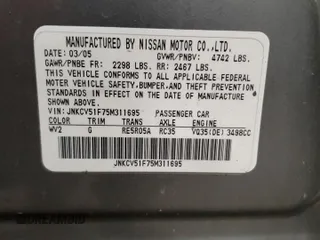 MANUFACTURED BY NISSAN MOTOR CO.,LTD.
DATE: 03/05 GVWR/PNBV: 4742 LBS.
GAWR/PNBE FR: 2298 LBS. RR: 2467 LBS.
THIS VEHICLE CONFORMS TO ALL APPLICABLE FEDERAL
MOTOR VEHICLE SAFETY, BUMPER, AND THEFT PREVENTION
STANDARDS IN EFFECT ON THE DATE OF MANUFACTURE
SHOWN ABOVE.
VIN: JNKCV51F75M311695 PASSENGER CAR
COLOR TRIM TRANS AXLE ENGINE
WV2 G RE5R05A RC35 VQ35(DE) 3498CC
JNKCV51F75M311695
© DREAMBID